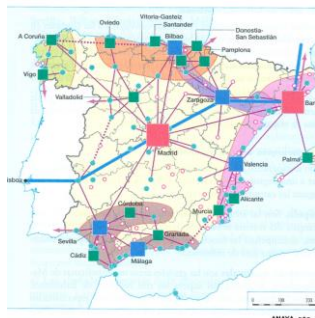 Vitoria-Gasteiz
Santander
Bilbao
Donostia-
San Sebastián
Oviedo
A Coruña
Pamplona
Vigo
Valladolid
Zaragoza
Bar
Madrid
Lisboa
Valencia
Palma
Alicante
Murcia
Córdoba
Sevilla
Granada
Cádiz
Málaga
0